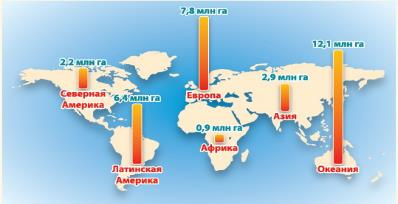 7,8 млн га
Европа
2,2 млн га
Северная
Америка
6,4 млн га
Латинская
Америка
0,9 млн га
Африка
2,9 млн га
Азия
12,1 млн га
Океания